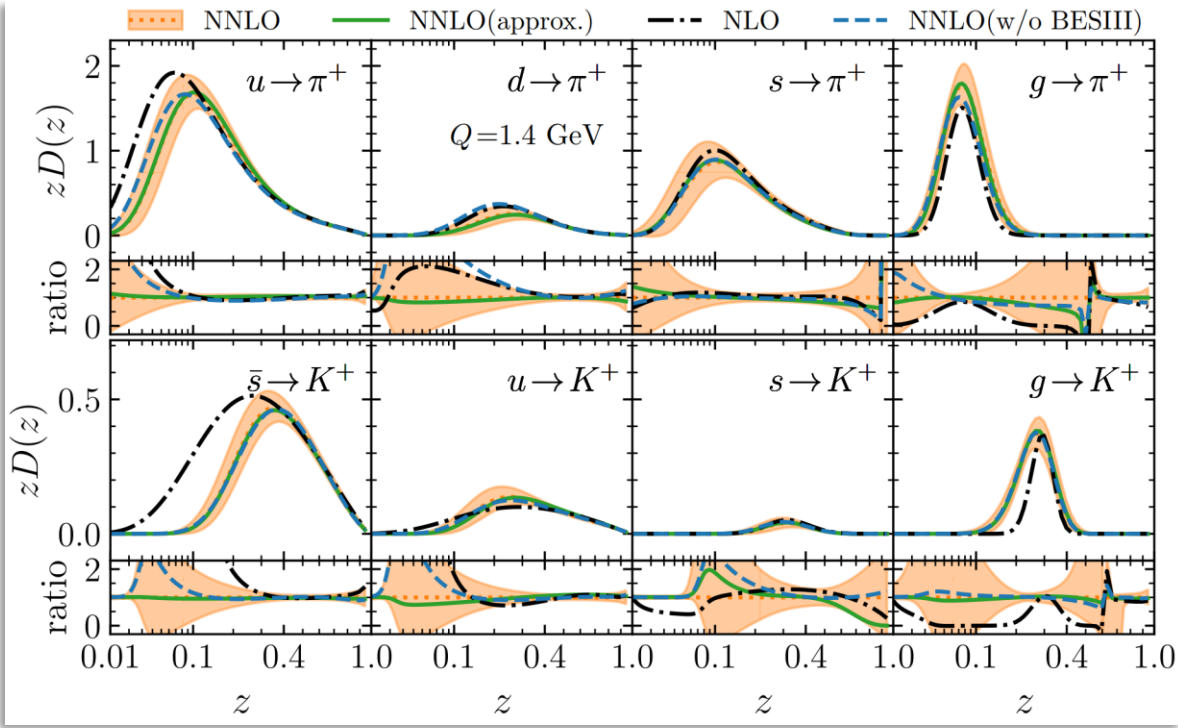 NNLO NNLO(approx.) NLO NNLO(w/o BESIII)
2 1 0 zD(z)
u→π⁺ d→π⁺ s→π⁺ g→π⁺
Q=1.4 GeV
2 0 ratio
0.5 0.0 zD(z)
s̄→K⁺ u→K⁺ s→K⁺ g→K⁺
2 0 ratio
0.01 0.1 0.4 1.0 0.1 0.4 1.0 0.1 0.4 1.0 0.1 0.4 1.0
z z z z